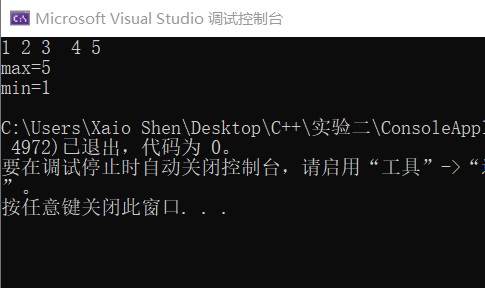 Microsoft Visual Studio 调试控制台
1 2 3  4 5
max=5
min=1
C:\Users\Xaio Shen\Desktop\C++\实验二\ConsoleAppl
 4972)已退出，代码为 0。
要在调试停止时自动关闭控制台，请启用“工具”->“
”。
按任意键关闭此窗口. . .